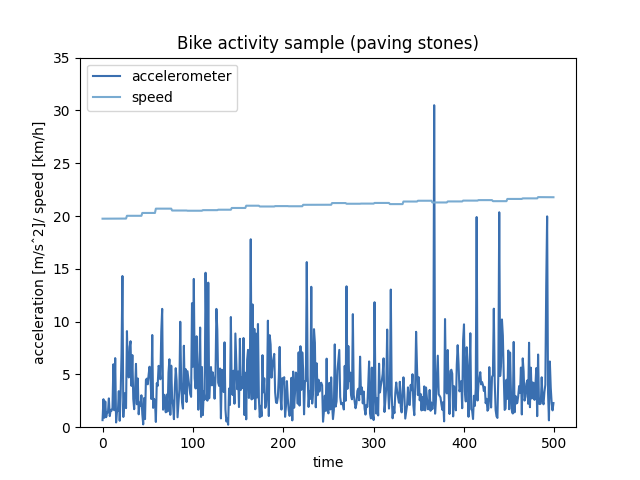 Bike activity sample (paving stones)
accelerometer
speed
acceleration [m/s^2]/ speed [km/h]
35
30
25
20
15
10
5
0
0 100 200 300 400 500
time